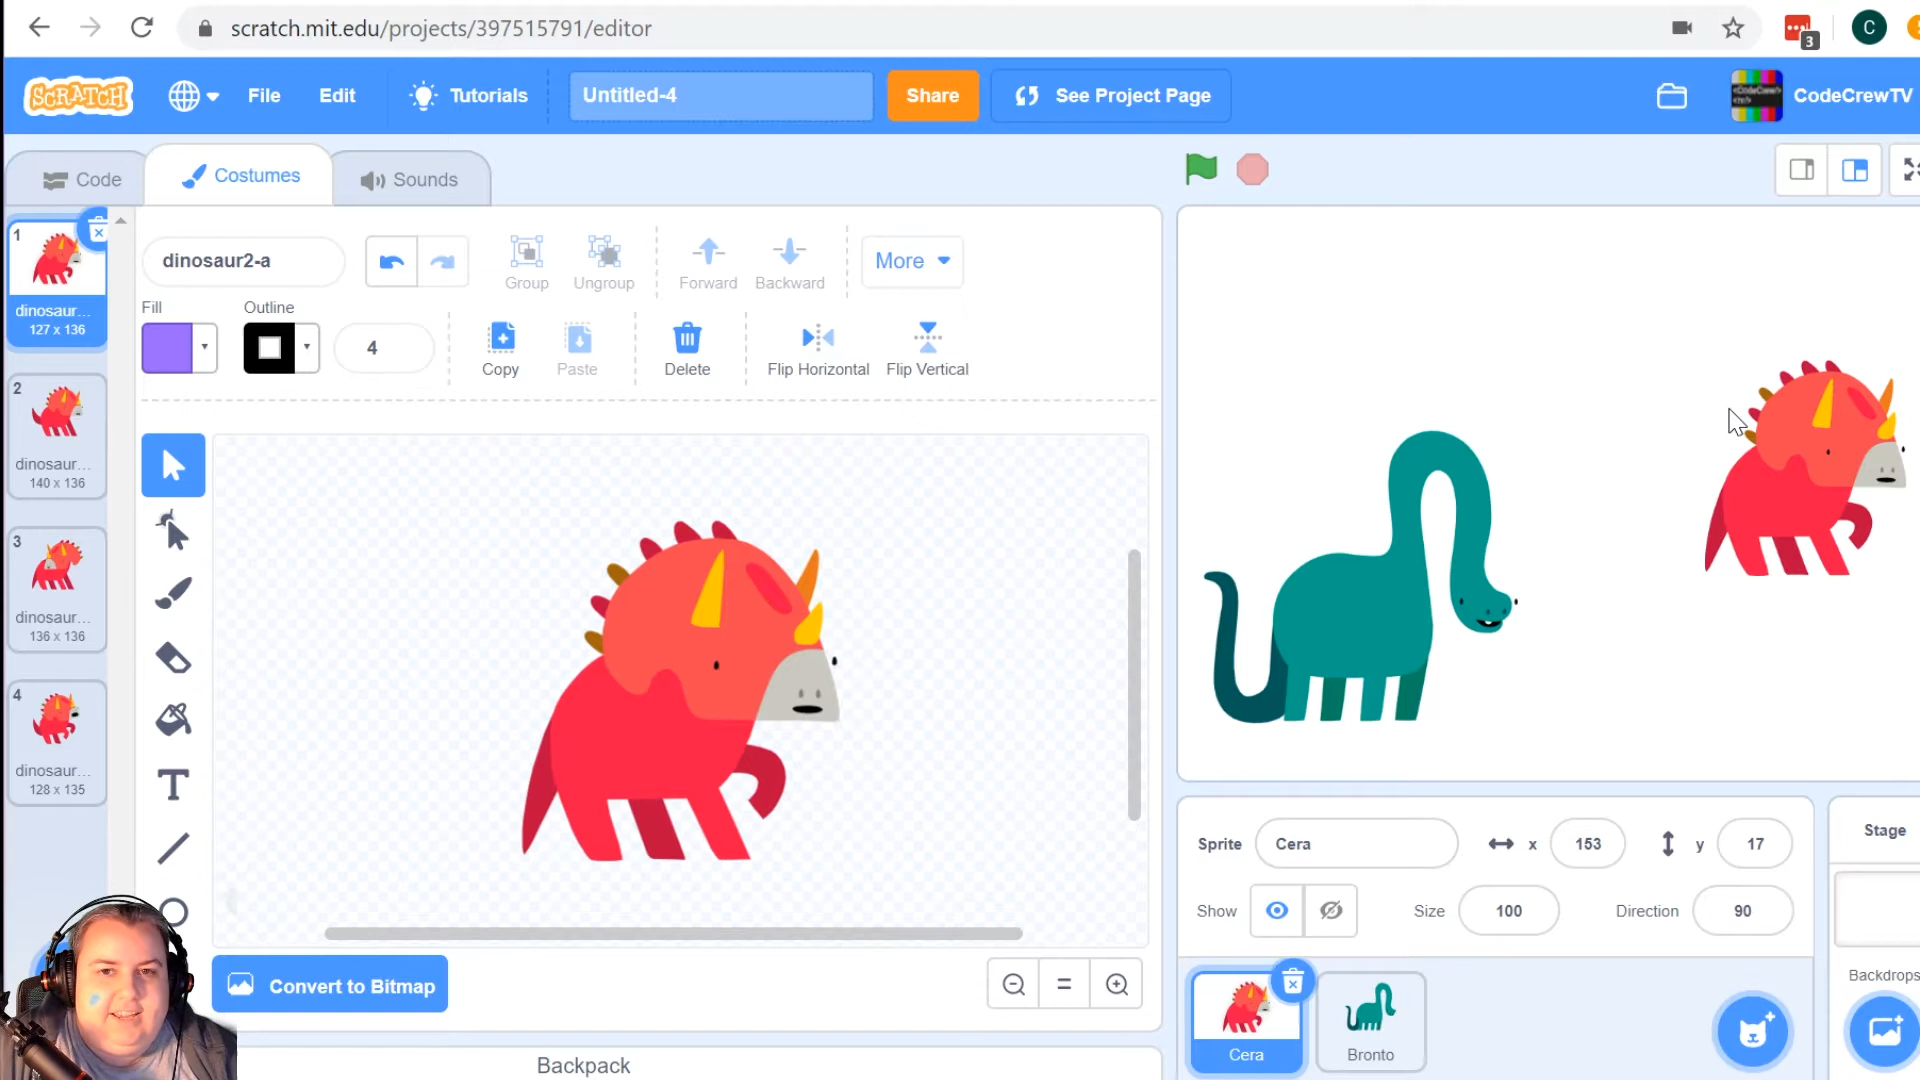 scratch.mit.edu/projects/397515791/editor
3
C
SCRATCH
File
Edit
Tutorials
Untitled-4
Share
See Project Page
CodeCrewTV
Code
Costumes
Sounds
1
dinosaur...
127 x 136
2
dinosaur...
140 x 136
3
dinosaur...
136 x 136
4
dinosaur...
128 x 135
dinosaur2-a
Group
Ungroup
Forward
Backward
More
Fill
Outline
4
Copy
Paste
Delete
Flip Horizontal
Flip Vertical
T
Convert to Bitmap
Backpack
Sprite
Cera
x
153
y
17
Show
Size
100
Direction
90
Cera
Bronto
Stage
Backdrops